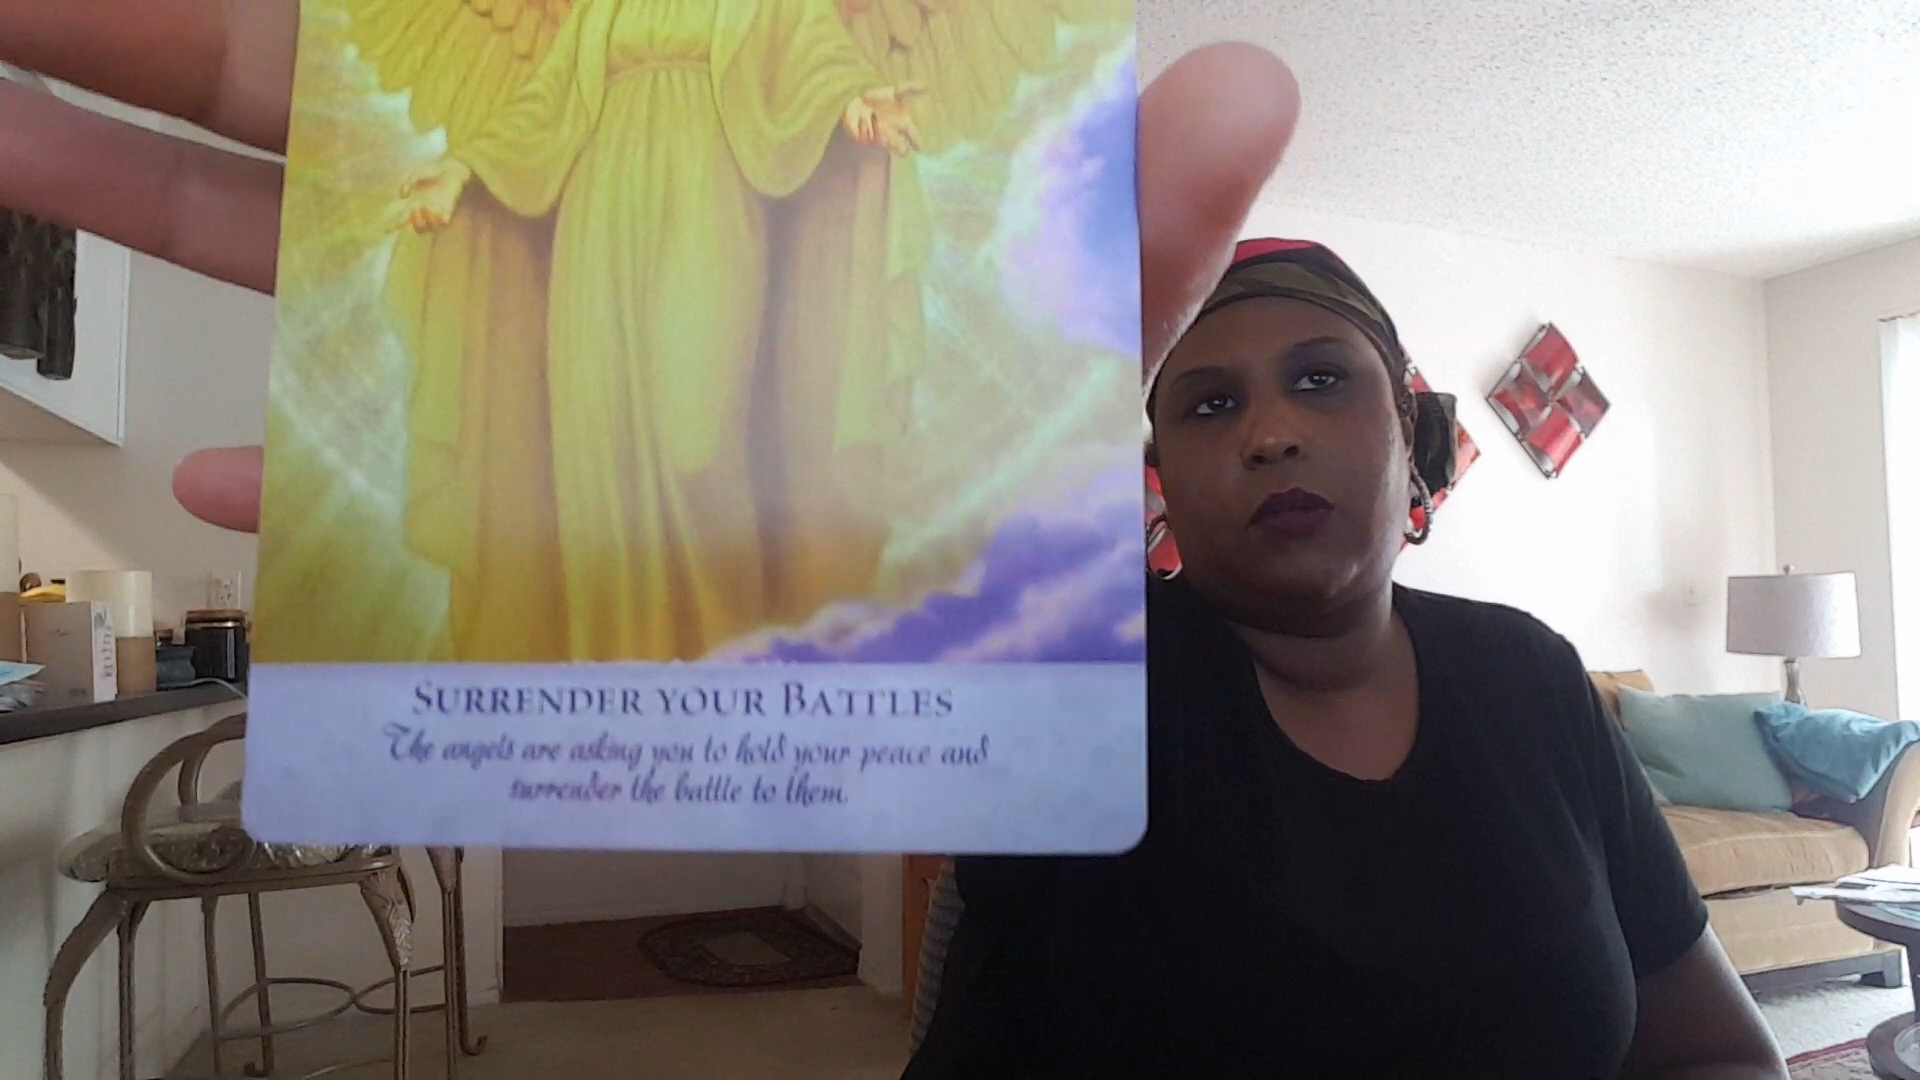 SURRENDER YOUR BATTLES
The angels are asking you to hold your peace and
surrender the battle to them.